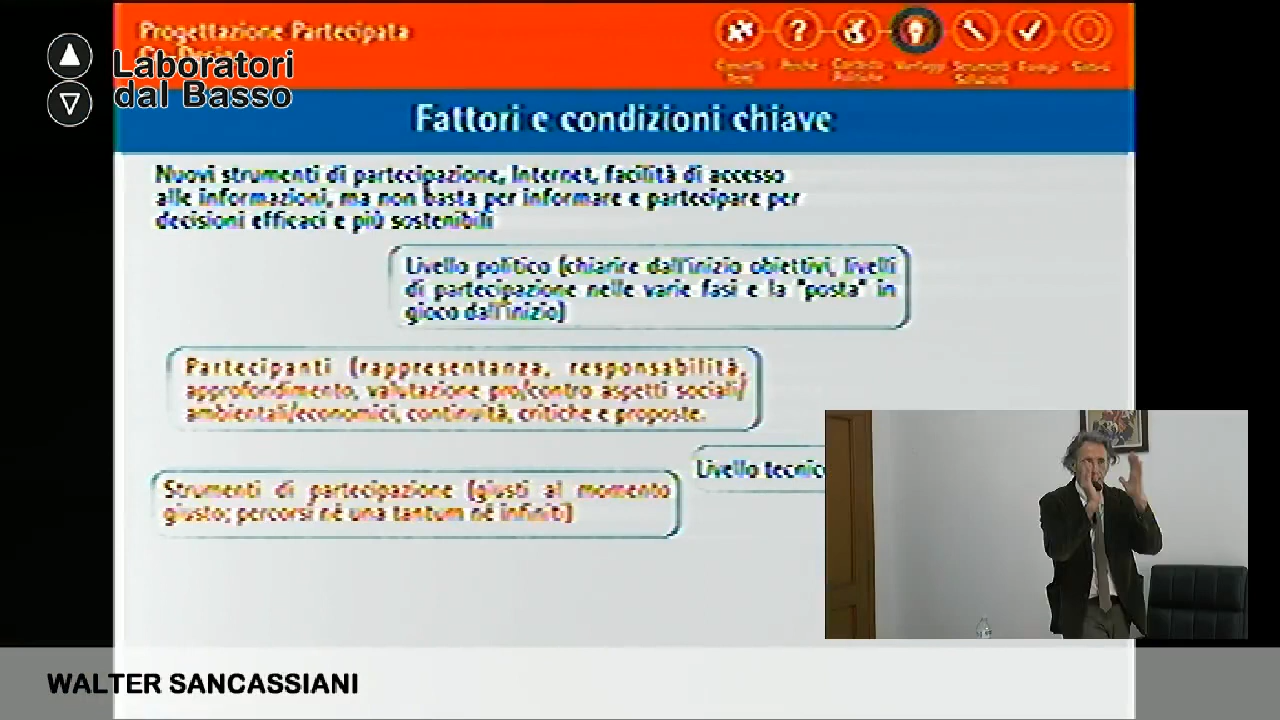 Progettazione Partecipata
Laboratori
dal Basso
Perché
Vantaggi
Esempi
Fattori e condizioni chiave
Nuovi strumenti di partecipazione, Internet, facilità di accesso
alle informazioni, ma non basta per informare e partecipare per
decisioni efficaci e più sostenibili
Livello politico (chiarire dall'inizio obiettivi, livelli
di partecipazione nelle varie fasi e la "posta" in
gioco dall'inizio)
Partecipanti (rappresentanza, responsabilità,
approfondimento, valutazione pro/contro aspetti sociali/
ambientali/economici, continuità, critiche e proposte.
Livello tecnico
Strumenti di partecipazione (giusti al momento
giusto; percorsi né una tantum né infiniti)
WALTER SANCASSIANI